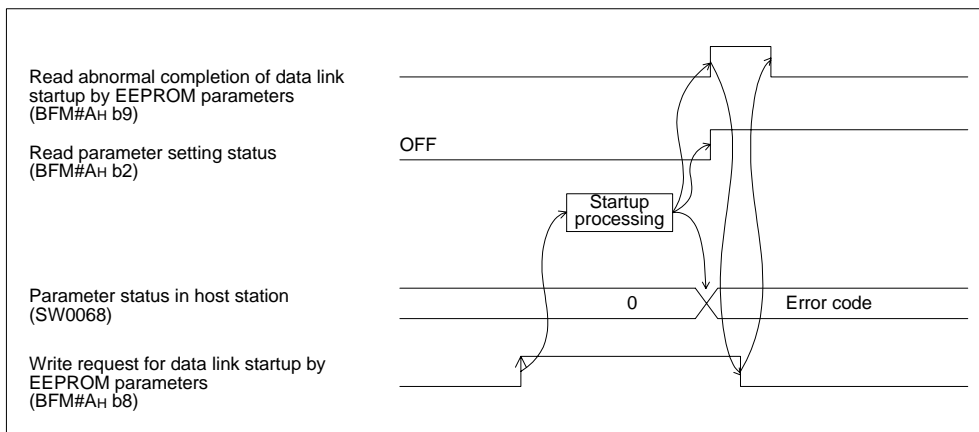 Read abnormal completion of data link
startup by EEPROM parameters
(BFM#AH b9)
Read parameter setting status
(BFM#AH b2)
OFF
Startup
processing
Parameter status in host station
(SW0068)
0
Error code
Write request for data link startup by
EEPROM parameters
(BFM#AH b8)